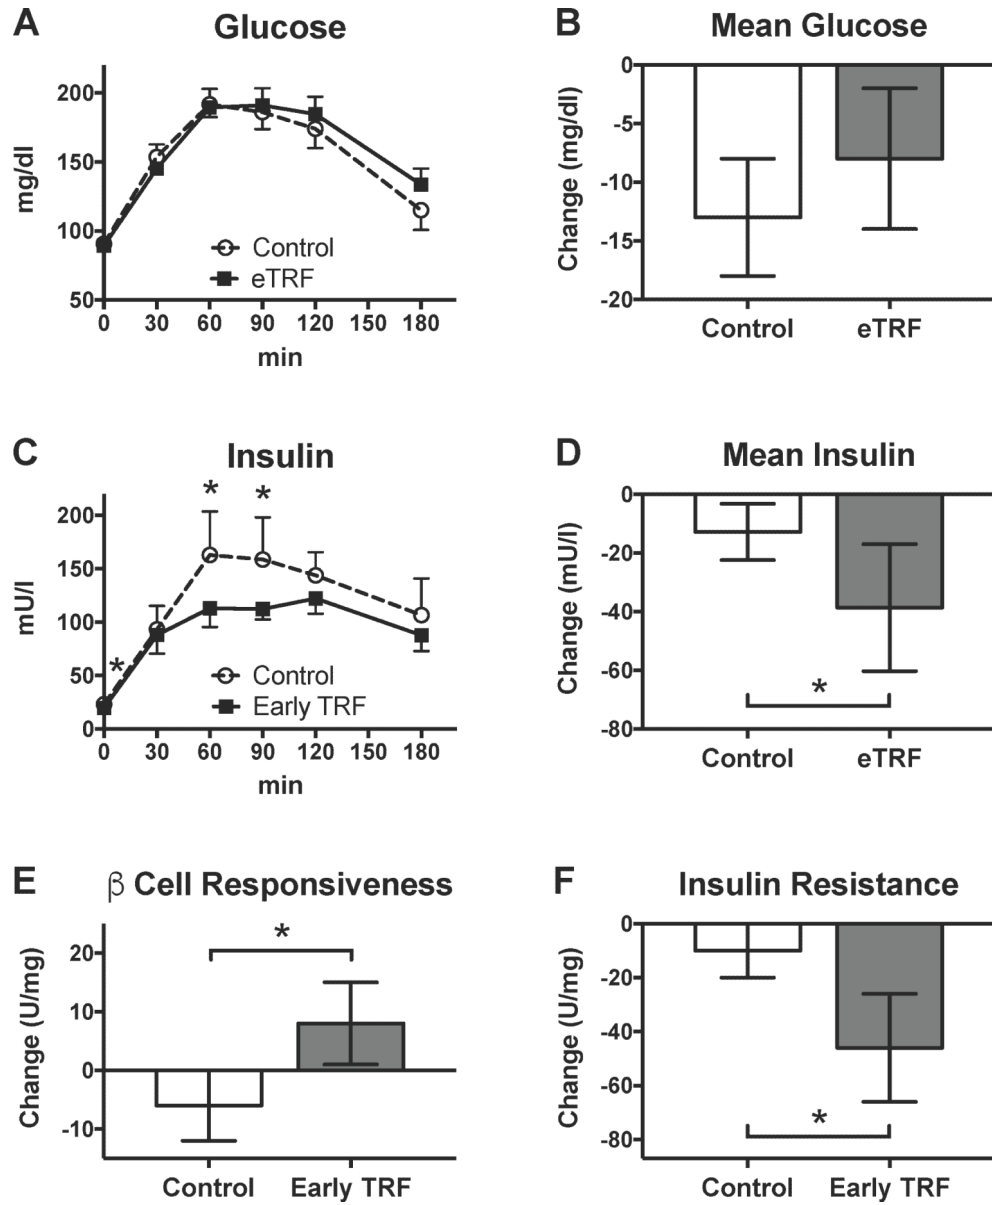 A
Glucose
mg/dl
200
150
100
50
0 30 60 90 120 150 180
min
Control
eTRF
B
Mean Glucose
Change (mg/dl)
0
-5
-10
-15
-20
Control eTRF
C
Insulin
mU/l
200
150
100
50
0
* *
*
Control
Early TRF
0 30 60 90 120 150 180
min
D
Mean Insulin
Change (mU/l)
0
-20
-40
-60
-80
*
Control eTRF
E
β Cell Responsiveness
Change (U/mg)
20
10
0
-10
*
Control Early TRF
F
Insulin Resistance
Change (U/mg)
0
-20
-40
-60
-80
*
Control Early TRF